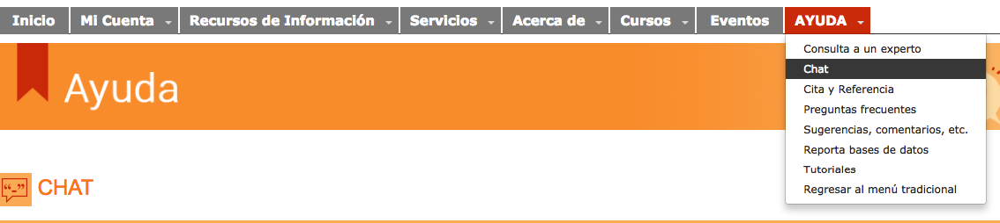 Inicio Mi Cuenta Recursos de Información Servicios Acerca de Cursos Eventos AYUDA
Ayuda
Consulta a un experto
Chat
Cita y Referencia
Preguntas frecuentes
Sugerencias, comentarios, etc.
Reporta bases de datos
Tutoriales
Regresar al menú tradicional
CHAT